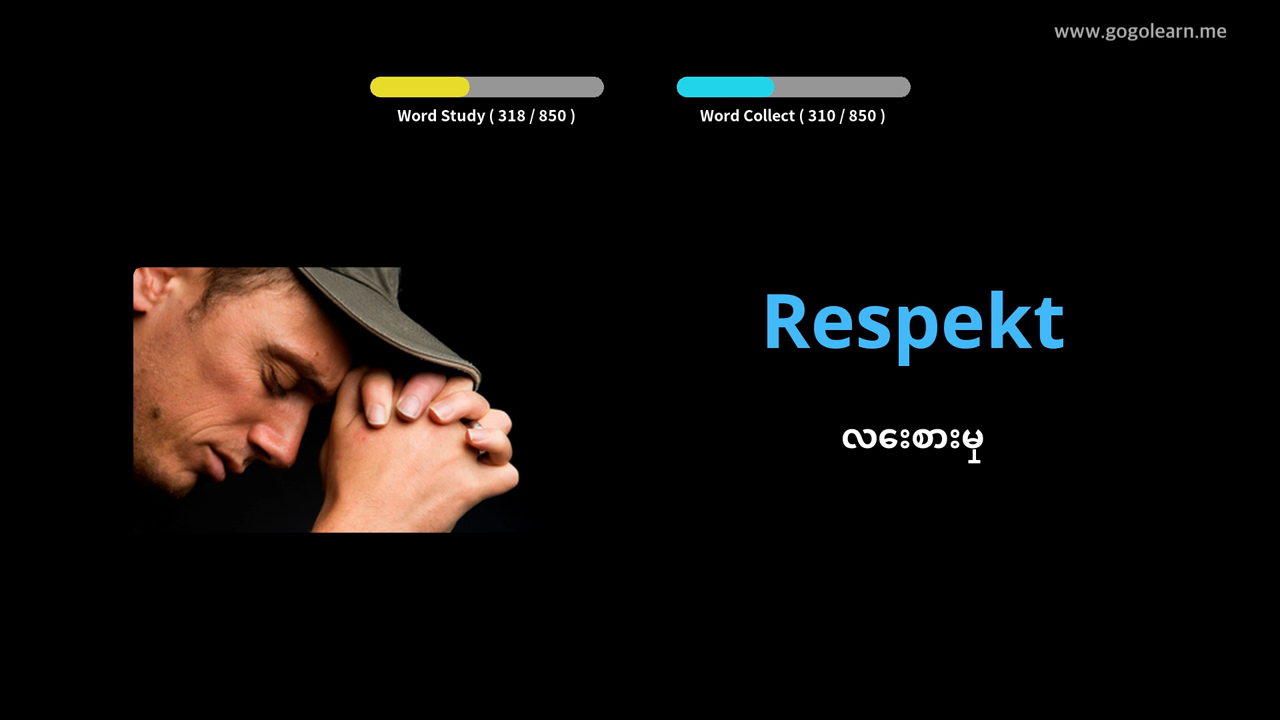 www.gogolearn.me
Word Study ( 318 / 850 )
Word Collect ( 310 / 850 )
Respekt
လေးစားမှု